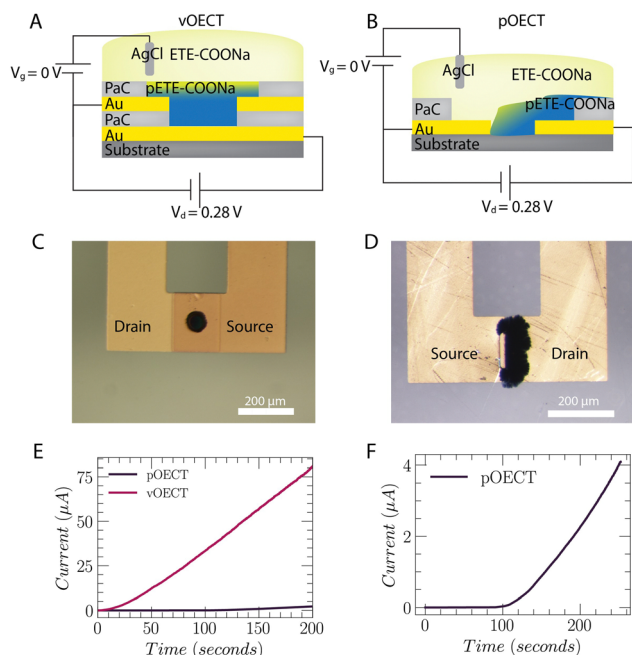 A
vOECT
ETE-COONa
AgCl
V_g = 0 V
PaC
pETE-COONa
Au
PaC
Au
Substrate
V_d = 0.28 V
B
pOECT
V_g = 0 V
AgCl
ETE-COONa
PaC
pETE-COONa
Au
Substrate
V_d = 0.28 V
C
Drain
Source
200 μm
D
Source
Drain
200 μm
E
pOECT
vOECT
Current (μA)
75
50
25
0
0 50 100 150 200
Time (seconds)
F
pOECT
Current (μA)
4
2
0
0 100 200
Time (seconds)